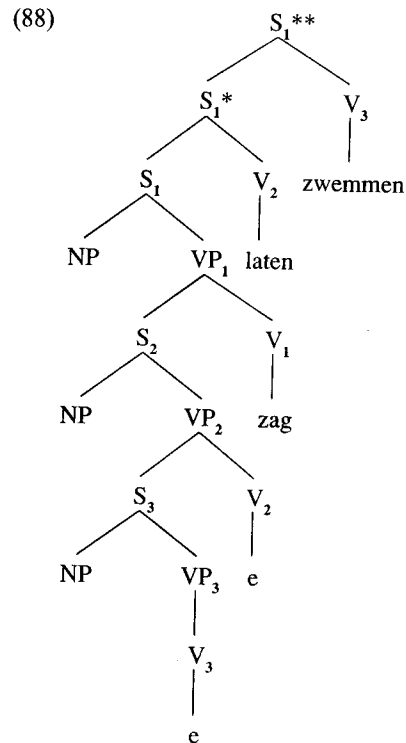 (88)
S₁**
S₁* V₃
S₁ V₂ zwemmen
NP VP₁ laten
S₂ V₁
NP VP₂ zag
S₃ V₂
NP VP₃ e
V₃
e